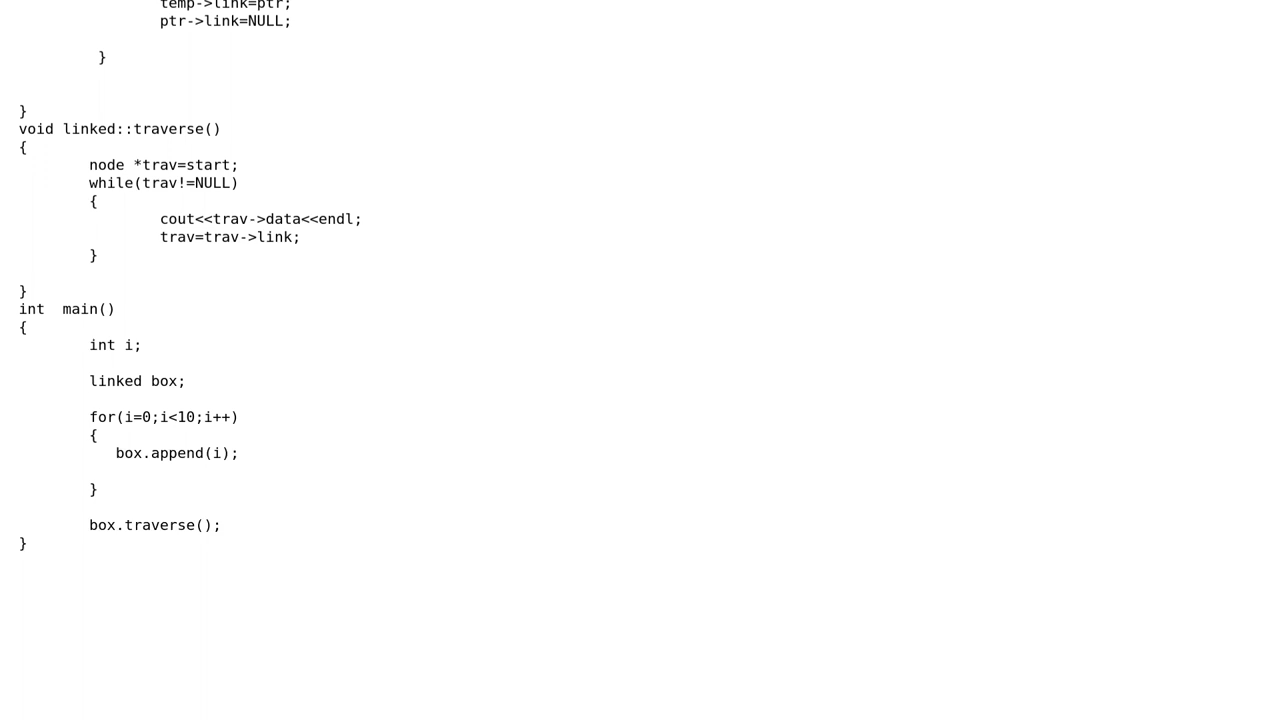 temp->link=ptr;
ptr->link=NULL;
}
}
void linked::traverse()
{
node *trav=start;
while(trav!=NULL)
{
cout<<trav->data<<endl;
trav=trav->link;
}
}
int  main()
{
int i;
linked box;
for(i=0;i<10;i++)
{
box.append(i);
}
box.traverse();
}